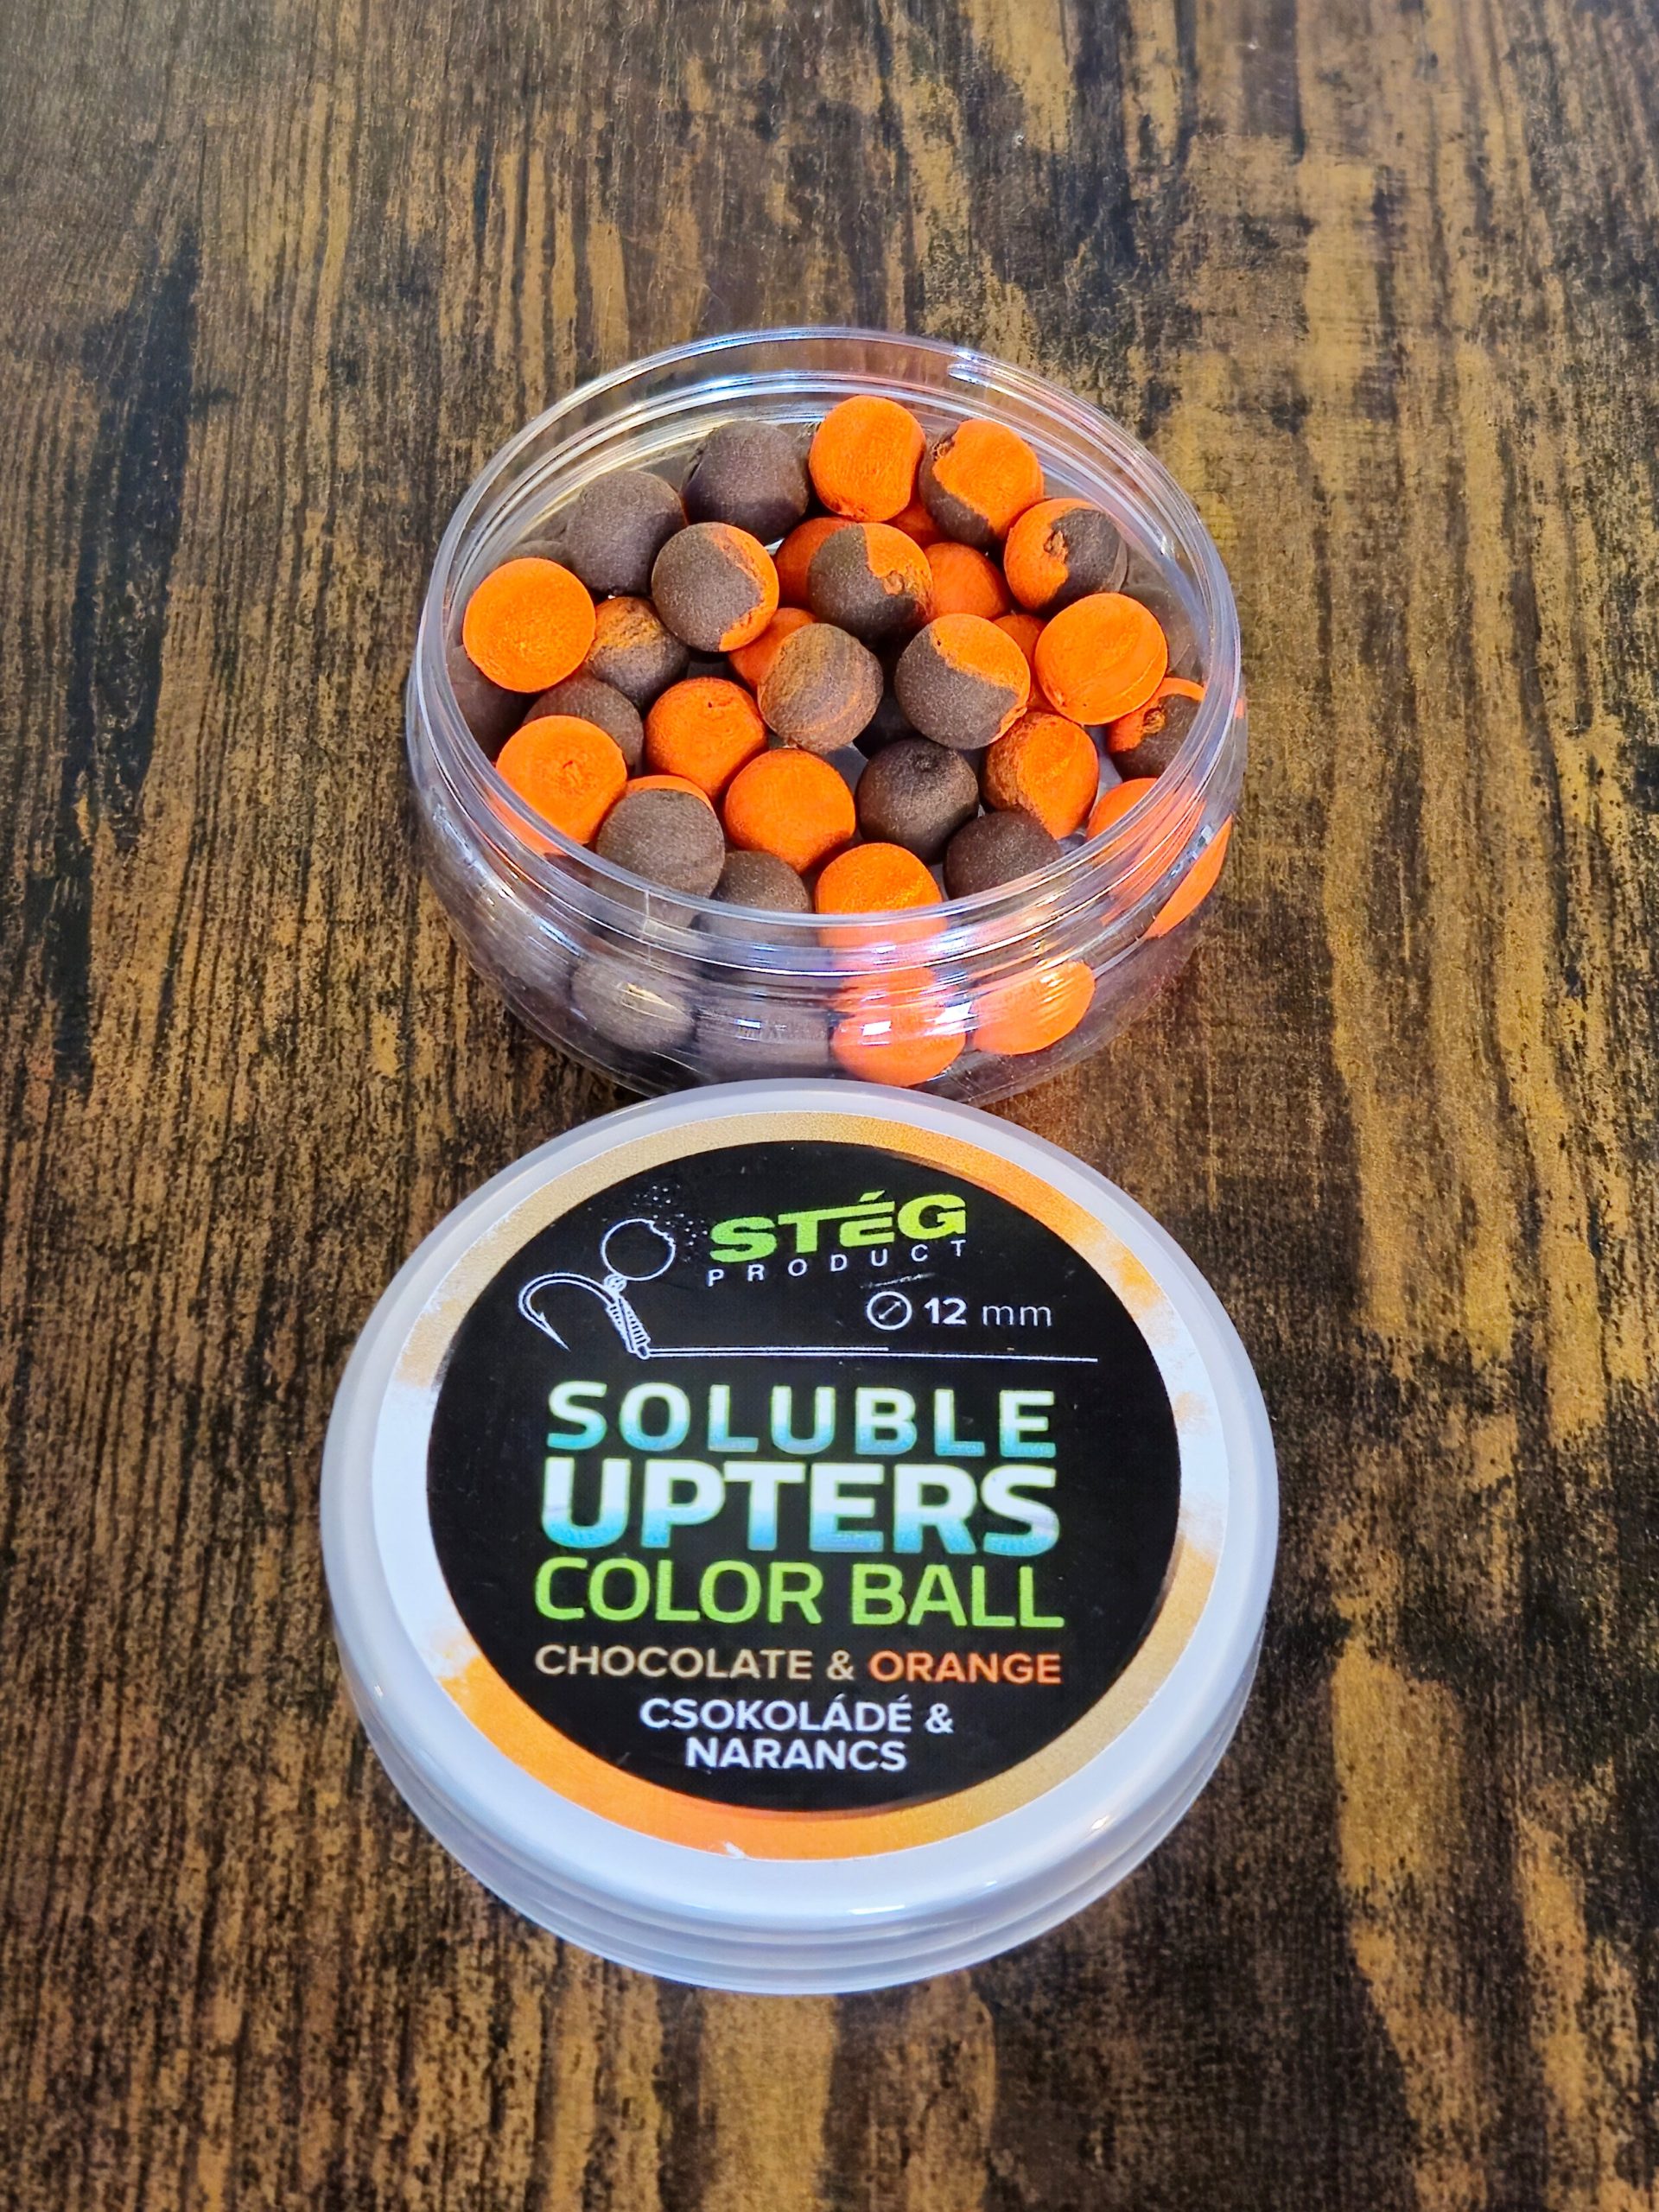 STÉG
PRODUCT
12 mm
SOLUBLE
UPTERS
COLOR BALL
CHOCOLATE & ORANGE
CSOKOLÁDÉ &
NARANCS